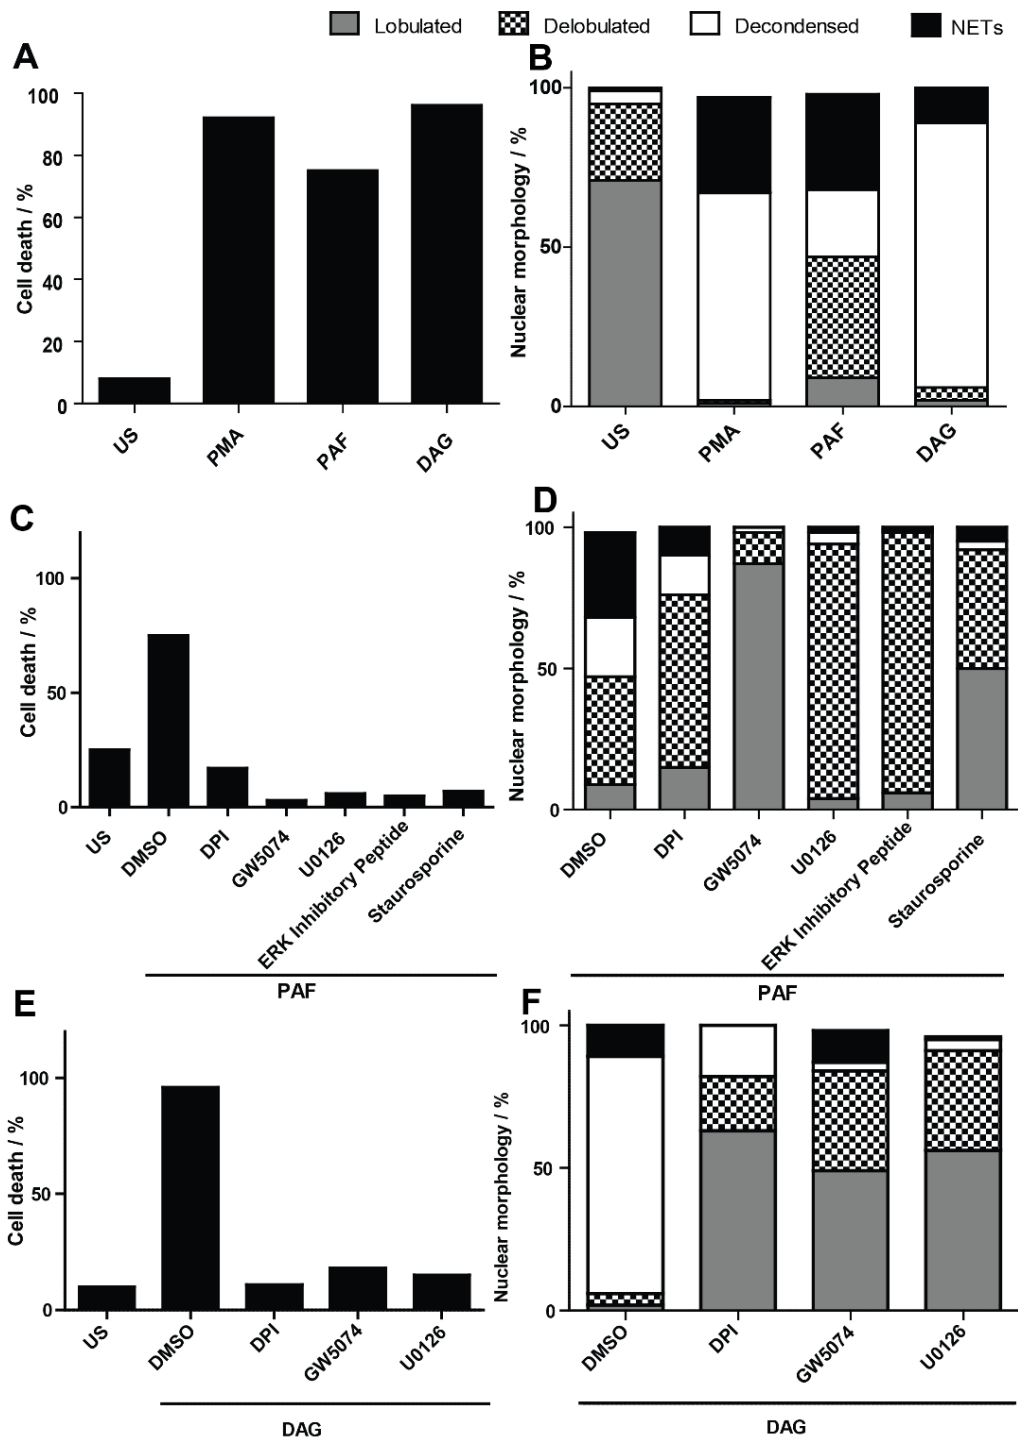 Lobulated Delobulated Decondensed NETs
A
Cell death / %
100
80
60
40
20
0
US PMA PAF DAG
B
Nuclear morphology / %
100
50
0
US PMA PAF DAG
C
Cell death / %
100
50
0
US DMSO DPI GW5074 U0126 ERK Inhibitory Peptide Staurosporine
PAF
D
Nuclear morphology / %
100
50
0
DMSO DPI GW5074 U0126 ERK Inhibitory Peptide Staurosporine
PAF
E
Cell death / %
100
50
0
US DMSO DPI GW5074 U0126
DAG
F
Nuclear morphology / %
100
50
0
DMSO DPI GW5074 U0126
DAG